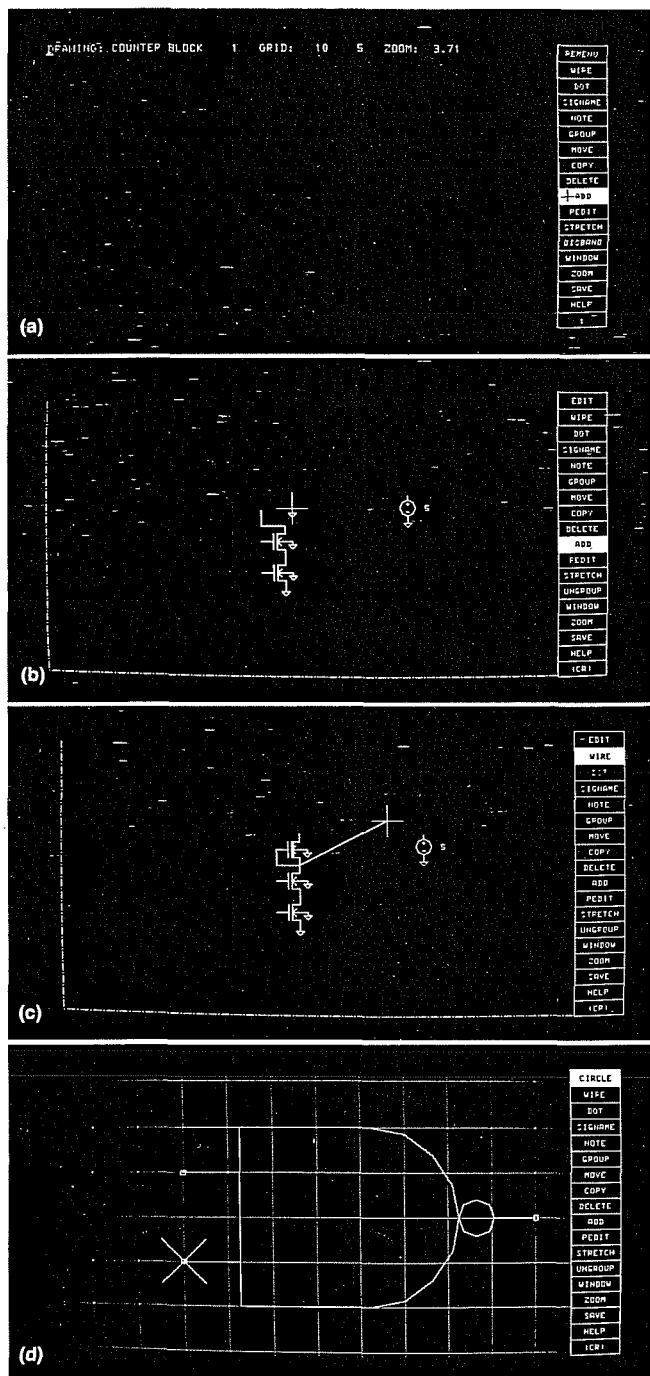 DRAWING: COUNTER BLOCK 1 GRID: 10 5 ZOOM: 3.71
REMENU
WIRE
DOT
SIGNAME
NOTE
GROUP
MOVE
COPY
DELETE
ADD
PEDIT
STRETCH
DISBAND
WINDOW
ZOOM
SAVE
HELP
;
(a)
EDIT
WIRE
DOT
SIGNAME
NOTE
GROUP
MOVE
COPY
DELETE
ADD
PEDIT
STRETCH
UNGROUP
WINDOW
ZOOM
SAVE
HELP
(CR)
S
(b)
EDIT
WIRE
DOT
SIGNAME
NOTE
GROUP
MOVE
COPY
DELETE
ADD
PEDIT
STRETCH
UNGROUP
WINDOW
ZOOM
SAVE
HELP
(CR)
S
(c)
CIRCLE
WIRE
DOT
SIGNAME
NOTE
GROUP
MOVE
COPY
DELETE
ADD
PEDIT
STRETCH
UNGROUP
WINDOW
ZOOM
SAVE
HELP
(CR)
(d)